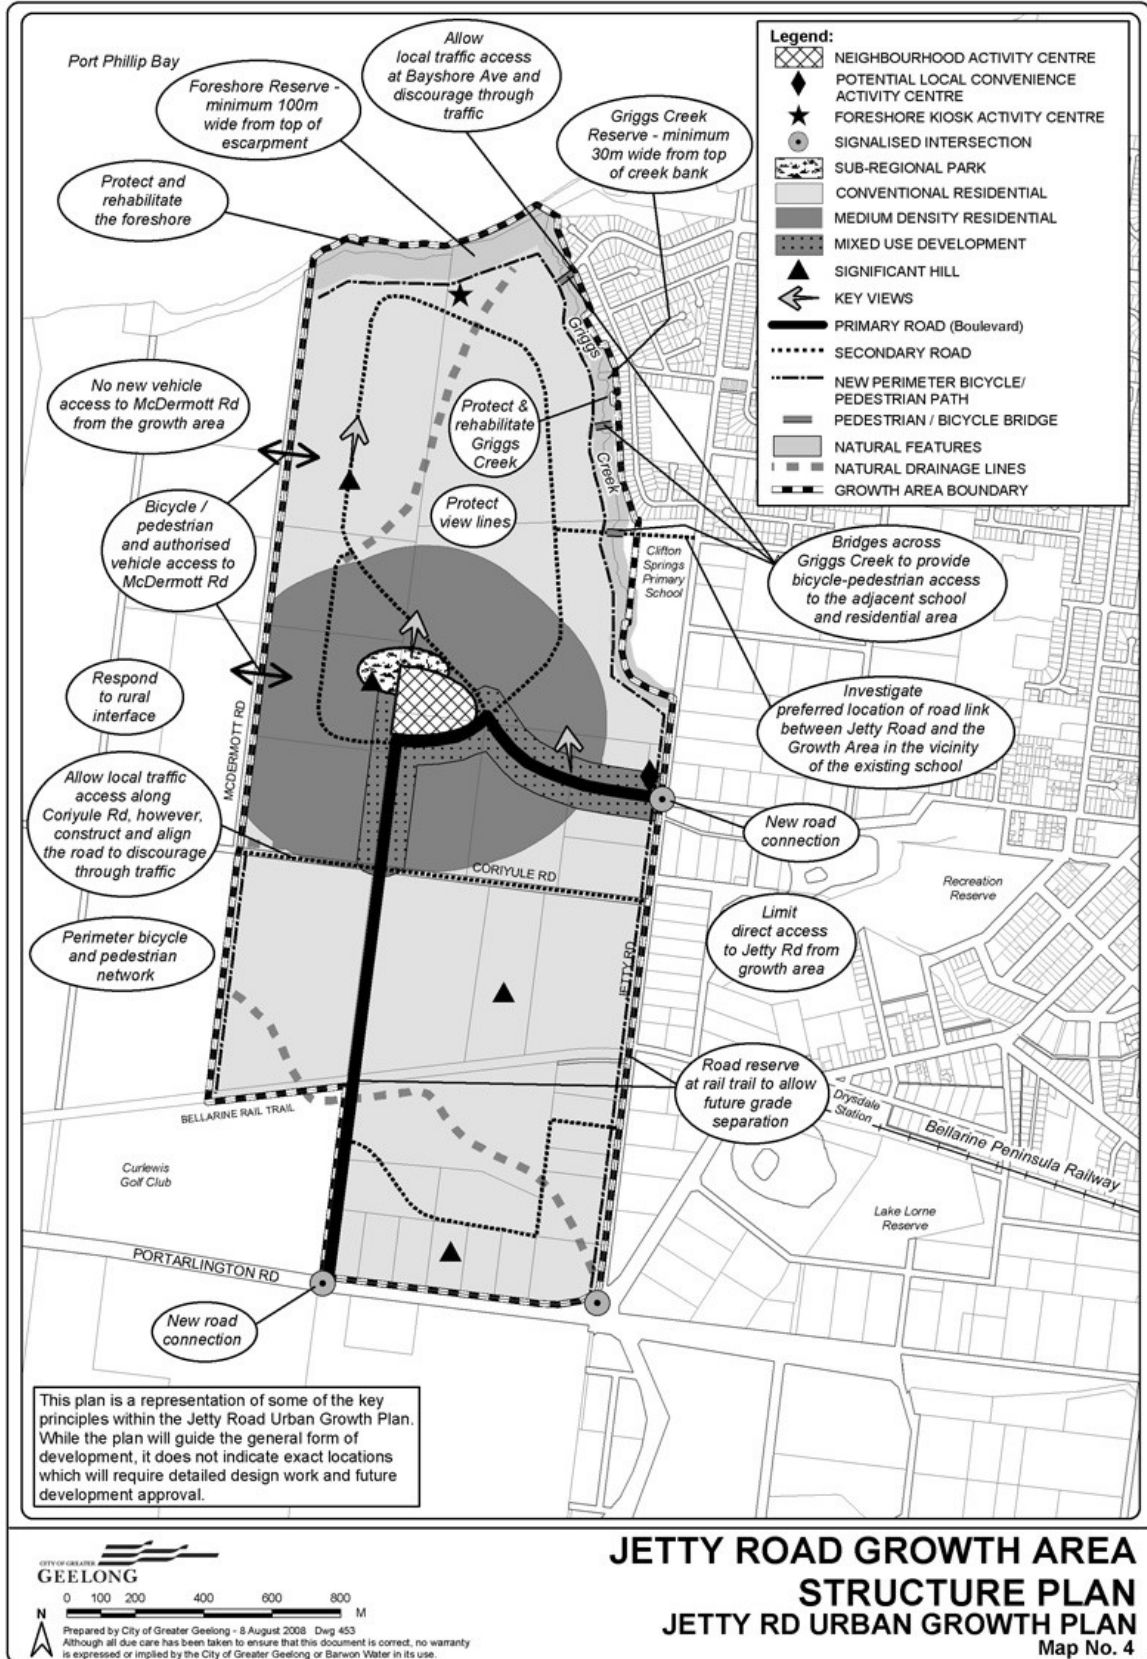 Port Phillip Bay
Foreshore Reserve -
minimum 100m
wide from top of
escarpment
Allow
local traffic access
at Bayshore Ave and
discourage through
traffic
Griggs Creek
Reserve - minimum
30m wide from top
of creek bank
Protect and
rehabilitate
the foreshore
Legend:
NEIGHBOURHOOD ACTIVITY CENTRE
POTENTIAL LOCAL CONVENIENCE
ACTIVITY CENTRE
FORESHORE KIOSK ACTIVITY CENTRE
SIGNALISED INTERSECTION
SUB-REGIONAL PARK
CONVENTIONAL RESIDENTIAL
MEDIUM DENSITY RESIDENTIAL
MIXED USE DEVELOPMENT
SIGNIFICANT HILL
KEY VIEWS
PRIMARY ROAD (Boulevard)
SECONDARY ROAD
NEW PERIMETER BICYCLE/
PEDESTRIAN PATH
PEDESTRIAN / BICYCLE BRIDGE
NATURAL FEATURES
NATURAL DRAINAGE LINES
GROWTH AREA BOUNDARY
No new vehicle
access to McDermott Rd
from the growth area
Griggs
Creek
Protect &
rehabilitate
Griggs
Creek
Protect
view lines
Bicycle /
pedestrian
and authorised
vehicle access to
McDermott Rd
Clifton
Springs
Primary
School
Bridges across
Griggs Creek to provide
bicycle-pedestrian access
to the adjacent school
and residential area
Respond
to rural
interface
MCDERMOTT RD
Investigate
preferred location of road link
between Jetty Road and the
Growth Area in the vicinity
of the existing school
Allow local traffic
access along
Coriyule Rd, however,
construct and align
the road to discourage
through traffic
New road
connection
CORIYULE RD
Recreation
Reserve
Limit
direct access
to Jetty Rd from
growth area
Perimeter bicycle
and pedestrian
network
JETTY RD
Road reserve
at rail trail to allow
future grade
separation
Drysdale
Station
Bellarine Peninsula Railway
BELLARINE RAIL TRAIL
Curlewis
Golf Club
Lake Lorne
Reserve
PORTARLINGTON RD
New road
connection
This plan is a representation of some of the key
principles within the Jetty Road Urban Growth Plan.
While the plan will guide the general form of
development, it does not indicate exact locations
which will require detailed design work and future
development approval.
CITY OF GREATER
GEELONG
0 100 200 400 600 800 M
N
Prepared by City of Greater Geelong - 8 August 2008 Dwg 453
Although all due care has been taken to ensure that this document is correct, no warranty
is expressed or implied by the City of Greater Geelong or Barwon Water in its use.
JETTY ROAD GROWTH AREA
STRUCTURE PLAN
JETTY RD URBAN GROWTH PLAN
Map No. 4